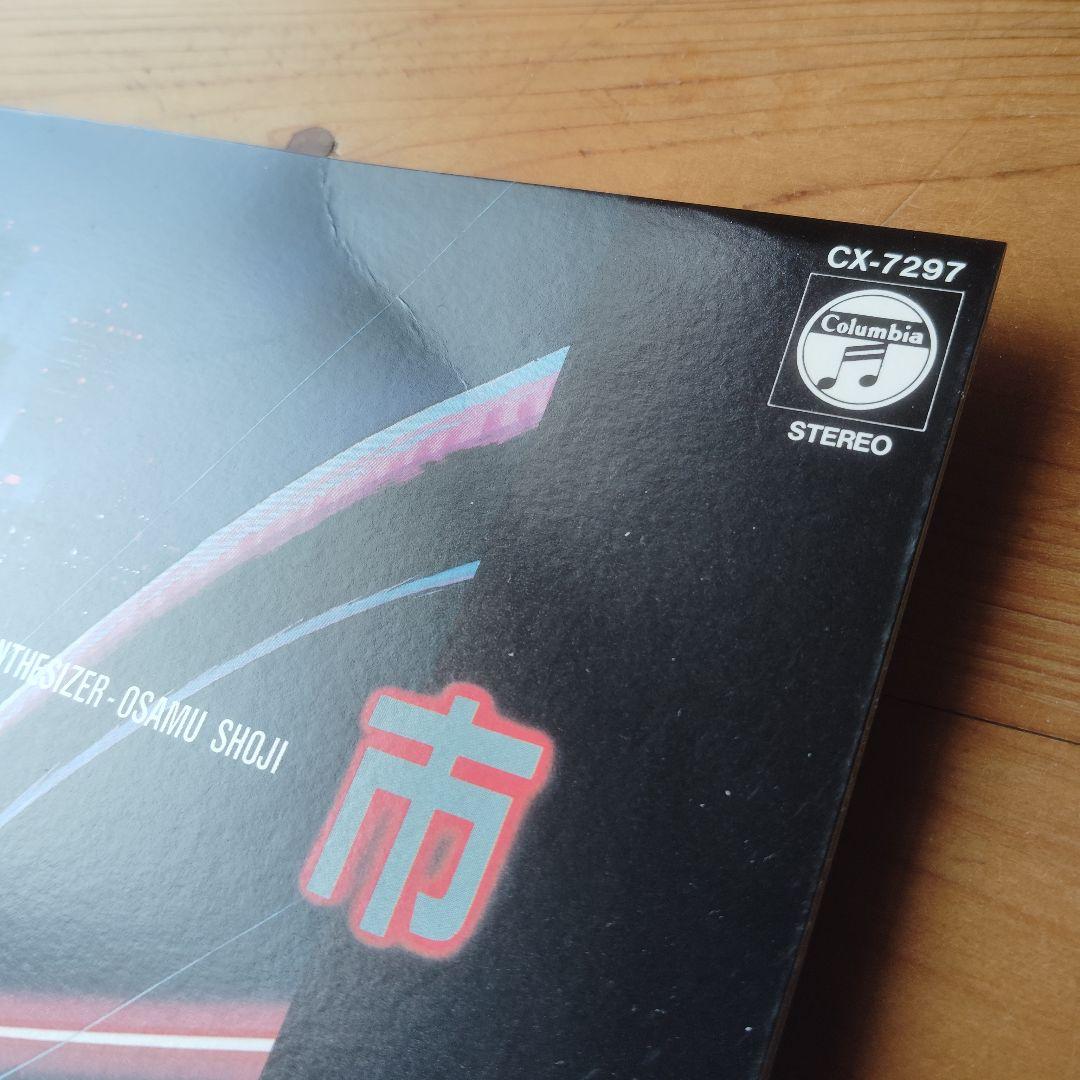 CX-7297
Columbia
STEREO
NTHESIZER - OSAMU SHOJI
市